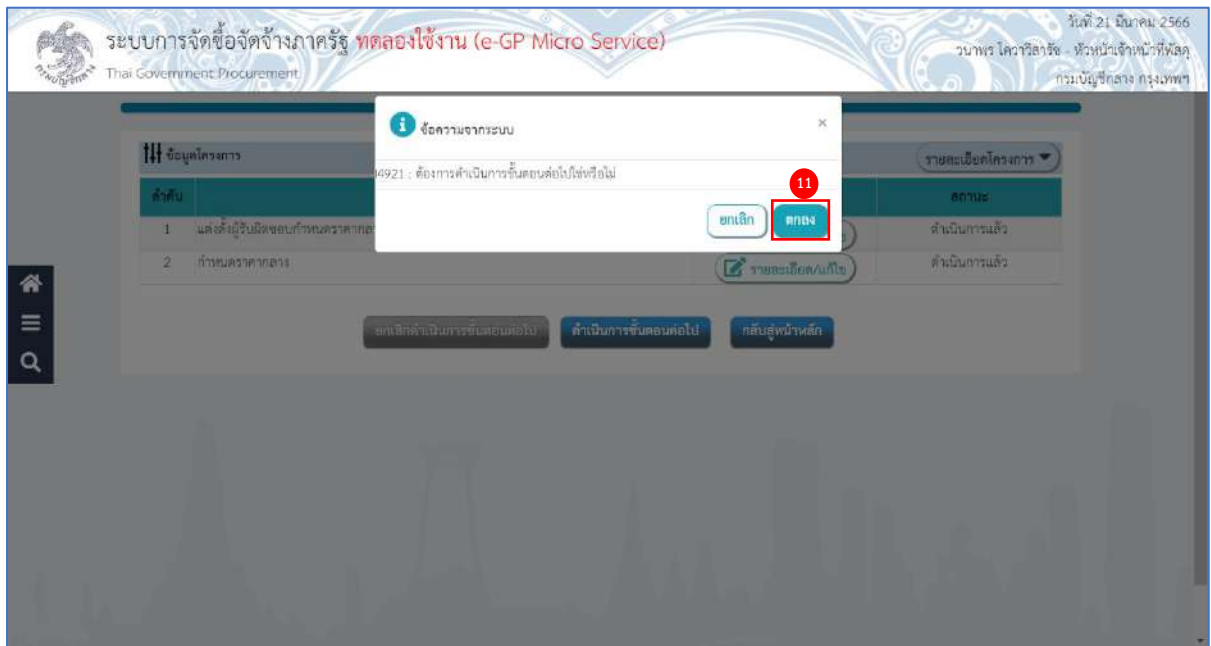 วันที่ 21 มีนาคม 2566
ระบบการจัดซื้อจัดจ้างภาครัฐ ทดลองใช้งาน (e-GP Micro Service)
วนาพร โควาวิสารัช - หัวหน้าเจ้าหน้าที่พัสดุ
Thai Government Procurement
กรมบัญชีกลาง กรุงเทพฯ
ข้อความจากระบบ
×
ข้อมูลโครงการ
รายละเอียดโครงการ
4921 : ต้องการดำเนินการขั้นตอนต่อไปใช่หรือไม่
11
ลำดับ
สถานะ
ยกเลิก
ตกลง
1 แต่งตั้งผู้รับผิดชอบกำหนดราคากลา ดำเนินการแล้ว
2 กำหนดราคากลาง รายละเอียด/แก้ไข ดำเนินการแล้ว
ยกเลิกดำเนินการขั้นตอนต่อไป ดำเนินการขั้นตอนต่อไป กลับสู่หน้าหลัก